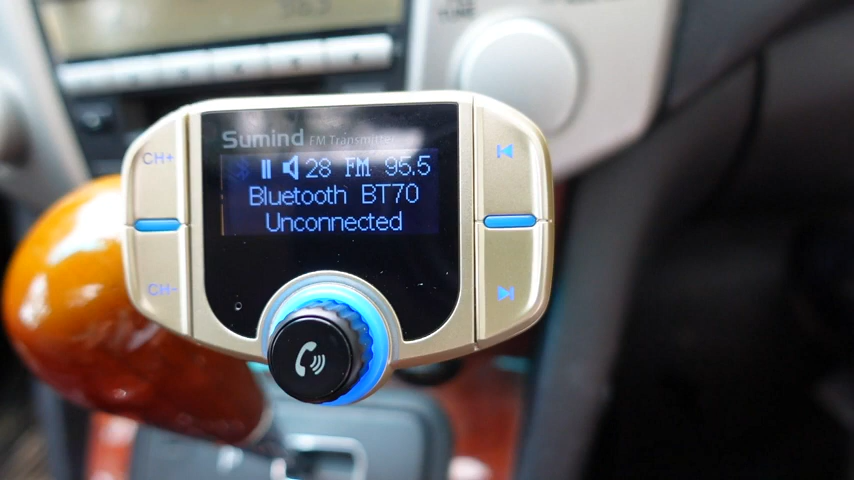 Sumind FM Transmitter
CH+
28 FM 95.5
Bluetooth BT70
Unconnected
CH-
P